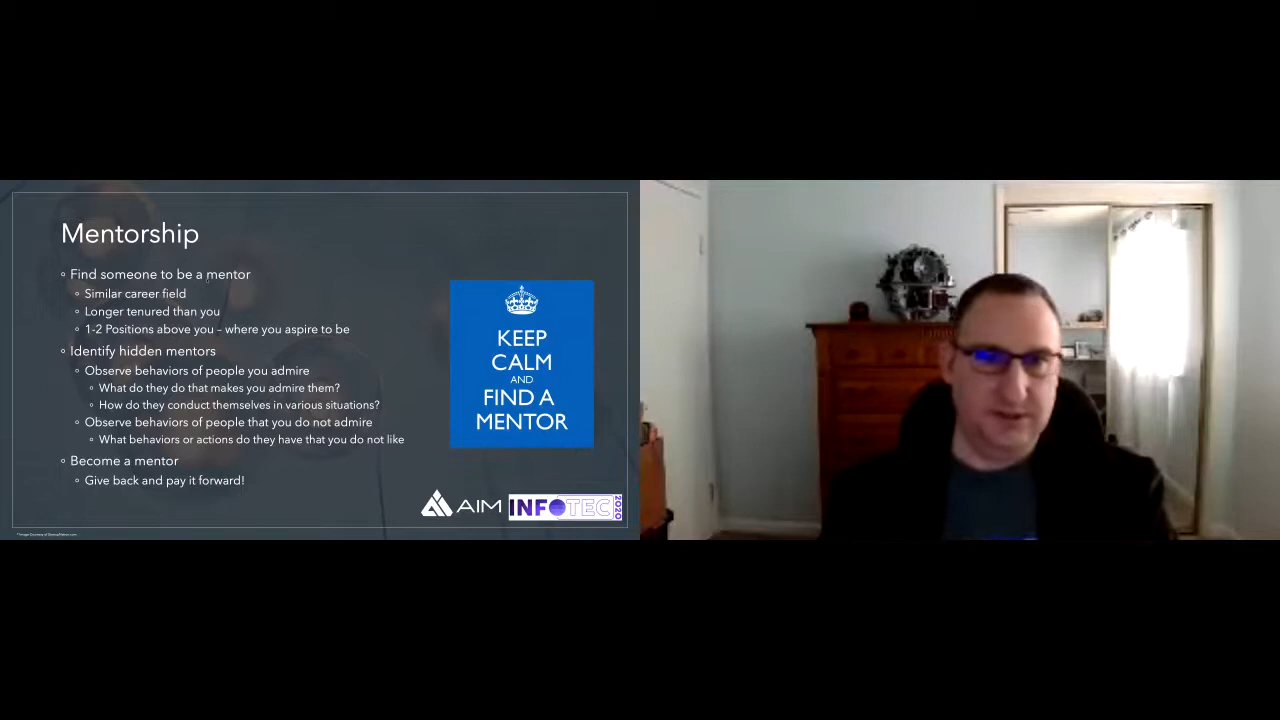 Mentorship
Find someone to be a mentor
Similar career field
Longer tenured than you
1-2 Positions above you – where you aspire to be
Identify hidden mentors
Observe behaviors of people you admire
What do they do that makes you admire them?
How do they conduct themselves in various situations?
Observe behaviors of people that you do not admire
What behaviors or actions do they have that you do not like
Become a mentor
Give back and pay it forward!
KEEP
CALM
AND
FIND A
MENTOR
AIM
INFOTEC
2020